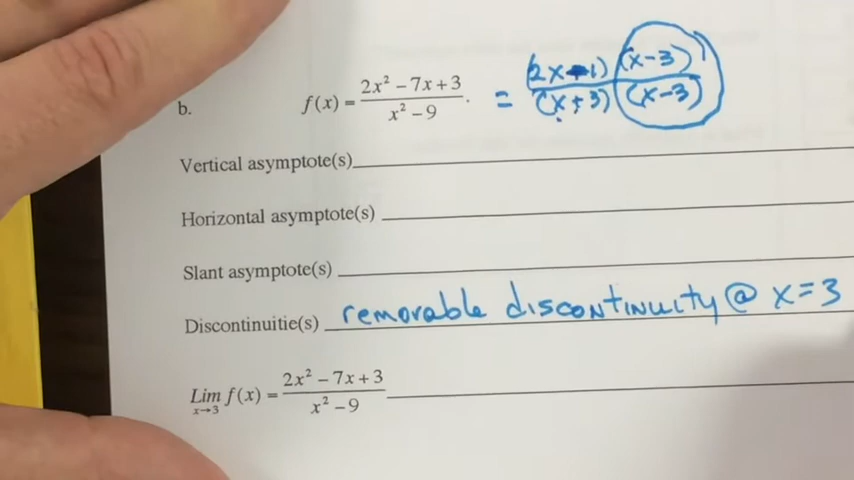 b. f(x) = (2x² − 7x + 3)/(x² − 9). = (2x-1)(x-3)/(x+3)(x-3)
Vertical asymptote(s)
Horizontal asymptote(s)
Slant asymptote(s)
Discontinuitie(s) removable discontinuity @ x=3
Lim x→3 f(x) = (2x² − 7x + 3)/(x² − 9)